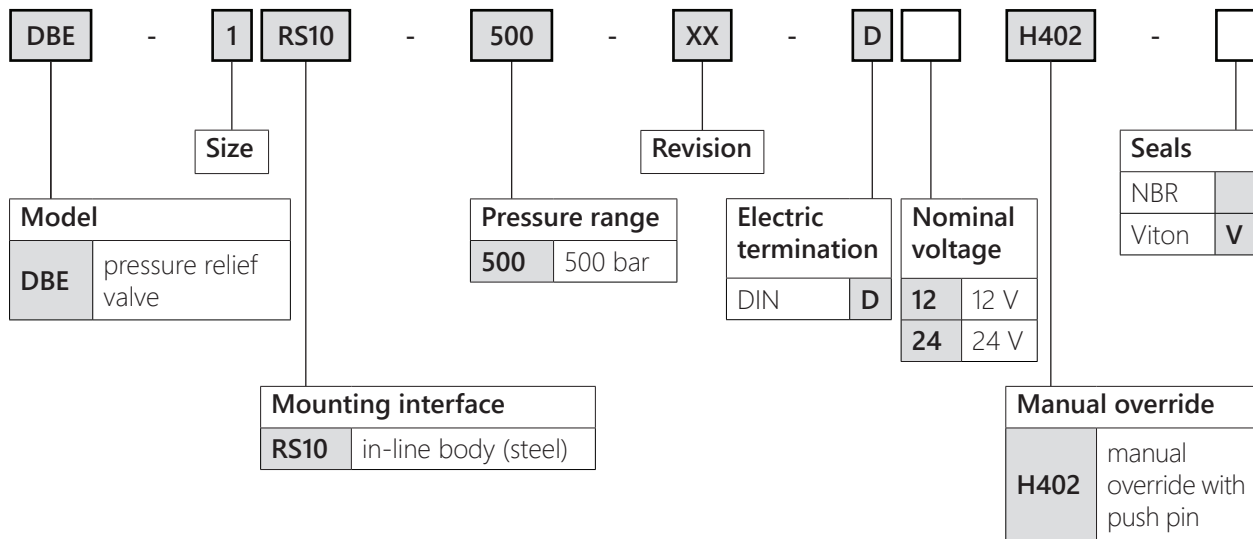 DBE - 1 RS10 - 500 - XX - D H402 -
Size
Revision
Seals
NBR
Viton V
Model
DBE pressure relief
valve
Pressure range
500 500 bar
Electric
termination
DIN D
Nominal
voltage
12 12 V
24 24 V
Mounting interface
RS10 in-line body (steel)
Manual override
H402 manual
override with
push pin